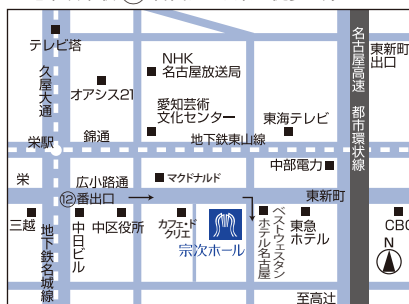 テレビ塔
久屋大通
オアシス21
NHK
名古屋放送局
愛知芸術
文化センター
東海テレビ
名古屋高速 都市環状線
東新町
出口
栄駅
錦通
地下鉄東山線
中部電力
栄
広小路通
マクドナルド
東新町
⑫番出口
三越
地下鉄名城線
中日ビル
中区役所
カフェ・ド
クリエ
宗次ホール
ベストウェスタン
ホテル名古屋
東急
ホテル
CBC
N
至高辻